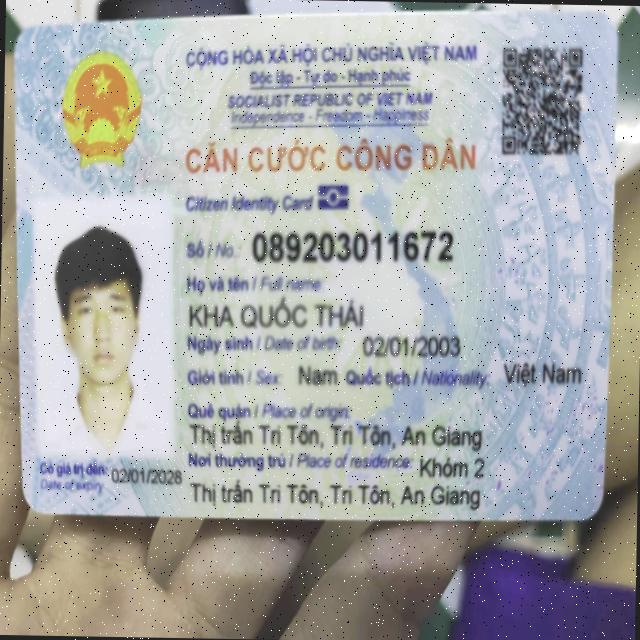 CỘNG HÒA XÃ HỘI CHỦ NGHĨA VIỆT NAM
Độc lập - Tự do - Hạnh phúc
SOCIALIST REPUBLIC OF VIET NAM
Independence - Freedom - Happiness
CĂN CƯỚC CÔNG DÂN
Citizen Identity Card
Số / No.: 089203011672
Họ và tên / Full name:
KHA QUỐC THÁI
Ngày sinh / Date of birth: 02/01/2003
Giới tính / Sex: Nam Quốc tịch / Nationality: Việt Nam
Quê quán / Place of origin:
Thị trấn Tri Tôn, Tri Tôn, An Giang
Nơi thường trú / Place of residence: Khóm 2
Thị trấn Tri Tôn, Tri Tôn, An Giang
Có giá trị đến: 02/01/2028
Date of expiry